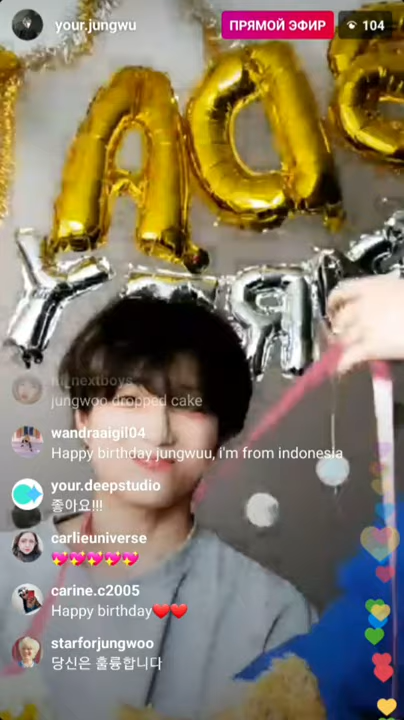 your.jungwu
ПРЯМОЙ ЭФИР
104
jungwoo dropped cake
wandraaigil04
Happy birthday jungwuu, i'm from indonesia
your.deepstudio
좋아요!!!
carlieuniverse
💖💖💖💖💖
carine.c2005
Happy birthday❤️❤️
starforjungwoo
당신은 훌륭합니다